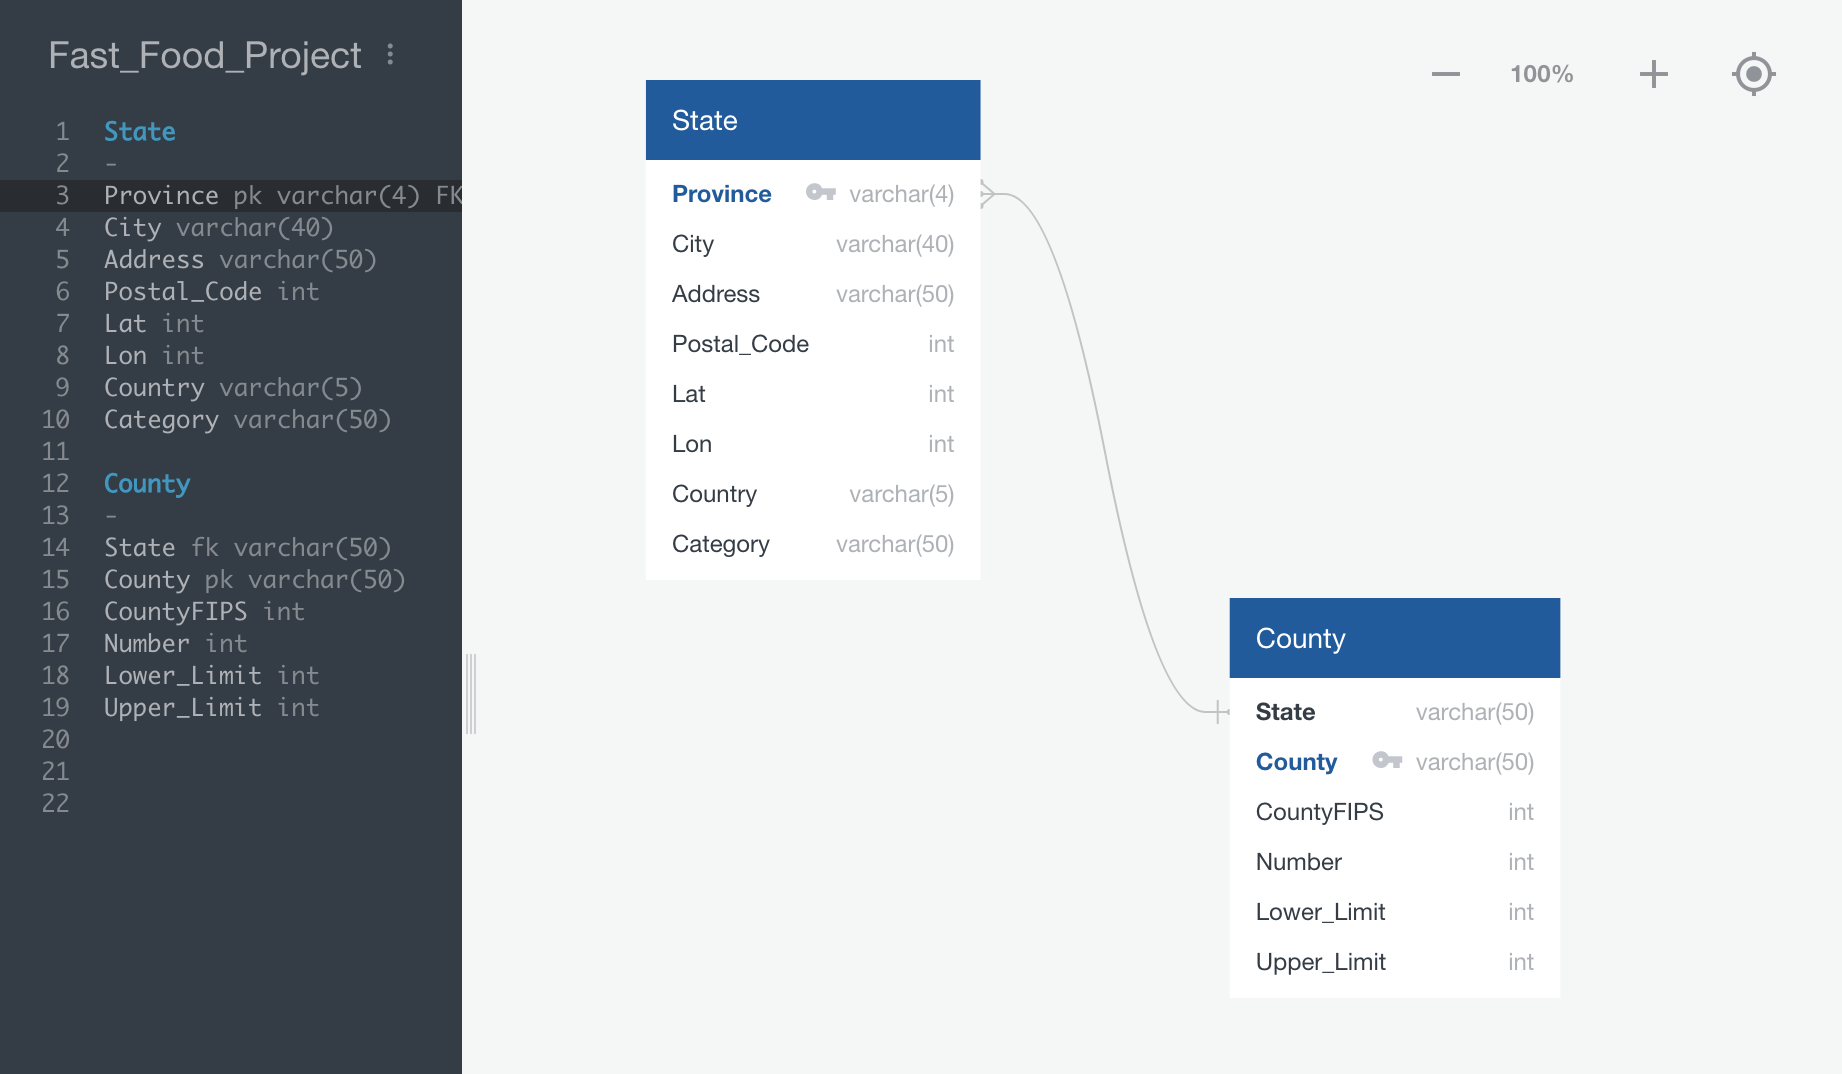 Fast_Food_Project
1 State
2 -
3 Province pk varchar(4) FK
4 City varchar(40)
5 Address varchar(50)
6 Postal_Code int
7 Lat int
8 Lon int
9 Country varchar(5)
10 Category varchar(50)
11
12 County
13 -
14 State fk varchar(50)
15 County pk varchar(50)
16 CountyFIPS int
17 Number int
18 Lower_Limit int
19 Upper_Limit int
20
21
22
100%
State
Province varchar(4)
City varchar(40)
Address varchar(50)
Postal_Code int
Lat int
Lon int
Country varchar(5)
Category varchar(50)
County
State varchar(50)
County varchar(50)
CountyFIPS int
Number int
Lower_Limit int
Upper_Limit int